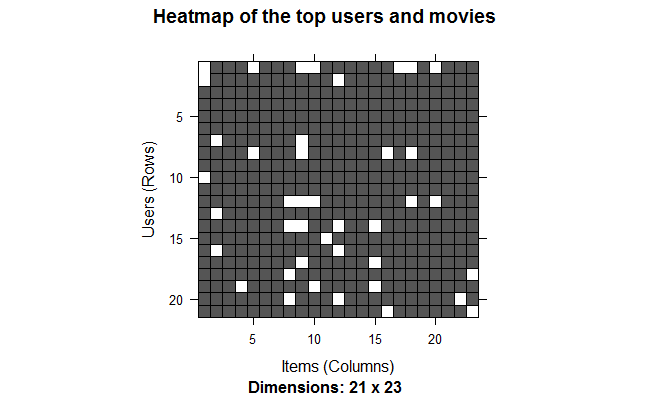 Heatmap of the top users and movies
Users (Rows)
5
10
15
20
5 10 15 20
Items (Columns)
Dimensions: 21 x 23